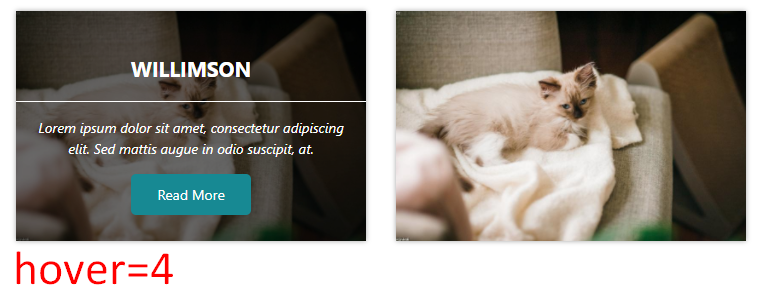 WILLIMSON
Lorem ipsum dolor sit amet, consectetur adipiscing
elit. Sed mattis augue in odio suscipit, at.
Read More
hover=4